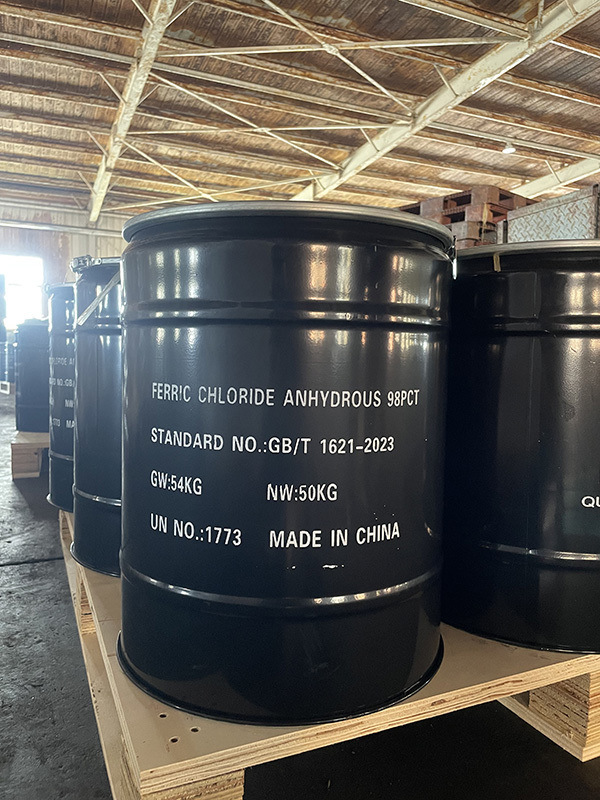 FERRIC CHLORIDE ANHYDROUS 98PCT
STANDARD NO.:GB/T 1621-2023
GW:54KG NW:50KG
UN NO.:1773 MADE IN CHINA
QU